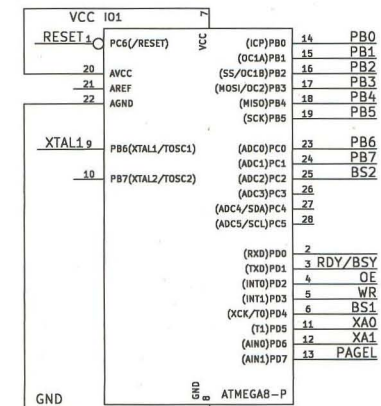 VCC IO1 7
RESET 1 PC6(/RESET) VCC (ICP)PB0 14 PB0
(OC1A)PB1 15 PB1
20 AVCC (SS/OC1B)PB2 16 PB2
21 AREF (MOSI/OC2)PB3 17 PB3
22 AGND (MISO)PB4 18 PB4
(SCK)PB5 19 PB5
XTAL1 9 PB6(XTAL1/TOSC1) (ADC0)PC0 23 PB6
(ADC1)PC1 24 PB7
10 PB7(XTAL2/TOSC2) (ADC2)PC2 25 BS2
(ADC3)PC3 26
(ADC4/SDA)PC4 27
(ADC5/SCL)PC5 28
(RXD)PD0 2
(TXD)PD1 3 RDY/BSY
(INT0)PD2 4 OE
(INT1)PD3 5 WR
(XCK/T0)PD4 6 BS1
(T1)PD5 11 XA0
(AIN0)PD6 12 XA1
(AIN1)PD7 13 PAGEL
GND GND 8 ATMEGA8-P